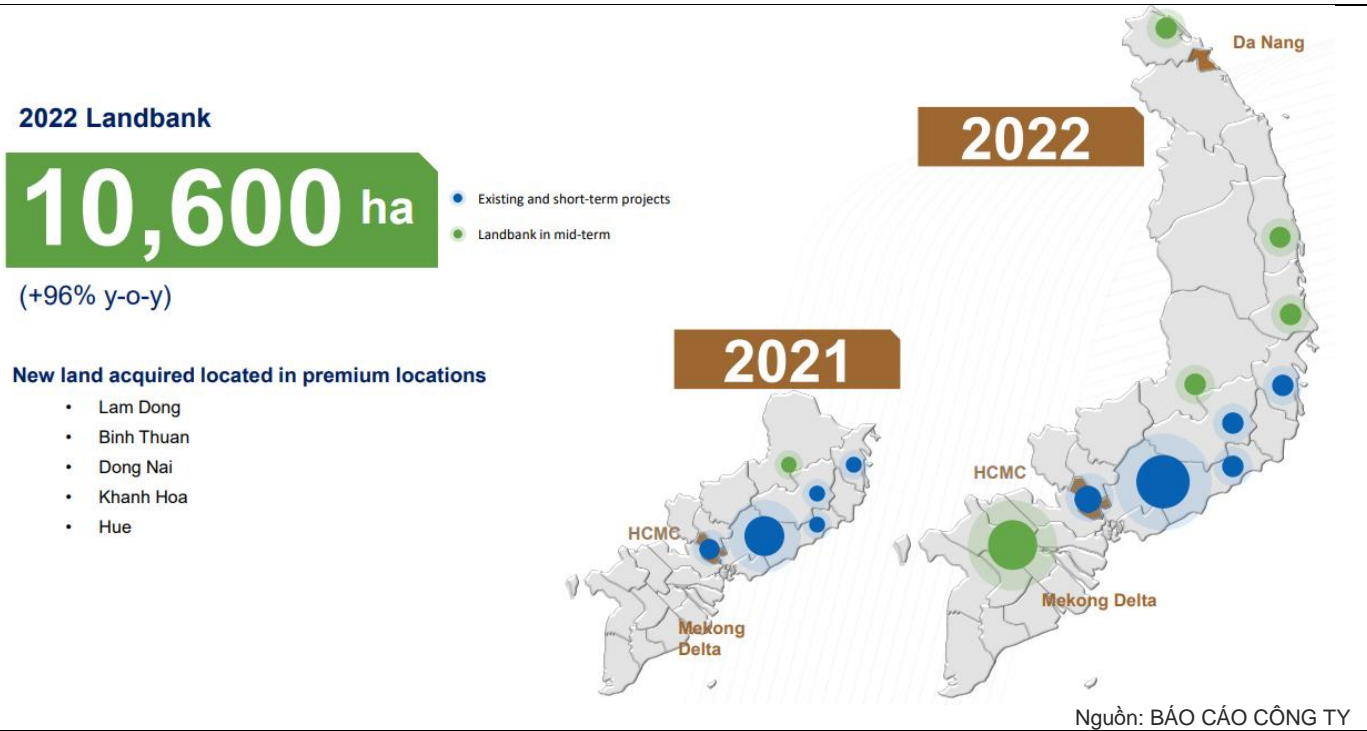 2022 Landbank
10,600 ha
(+96% y-o-y)
Existing and short-term projects
Landbank in mid-term
New land acquired located in premium locations
• Lam Dong
• Binh Thuan
• Dong Nai
• Khanh Hoa
• Hue
2021
HCMC
Mekong
Delta
2022
Da Nang
HCMC
Mekong Delta
Nguồn: BÁO CÁO CÔNG TY